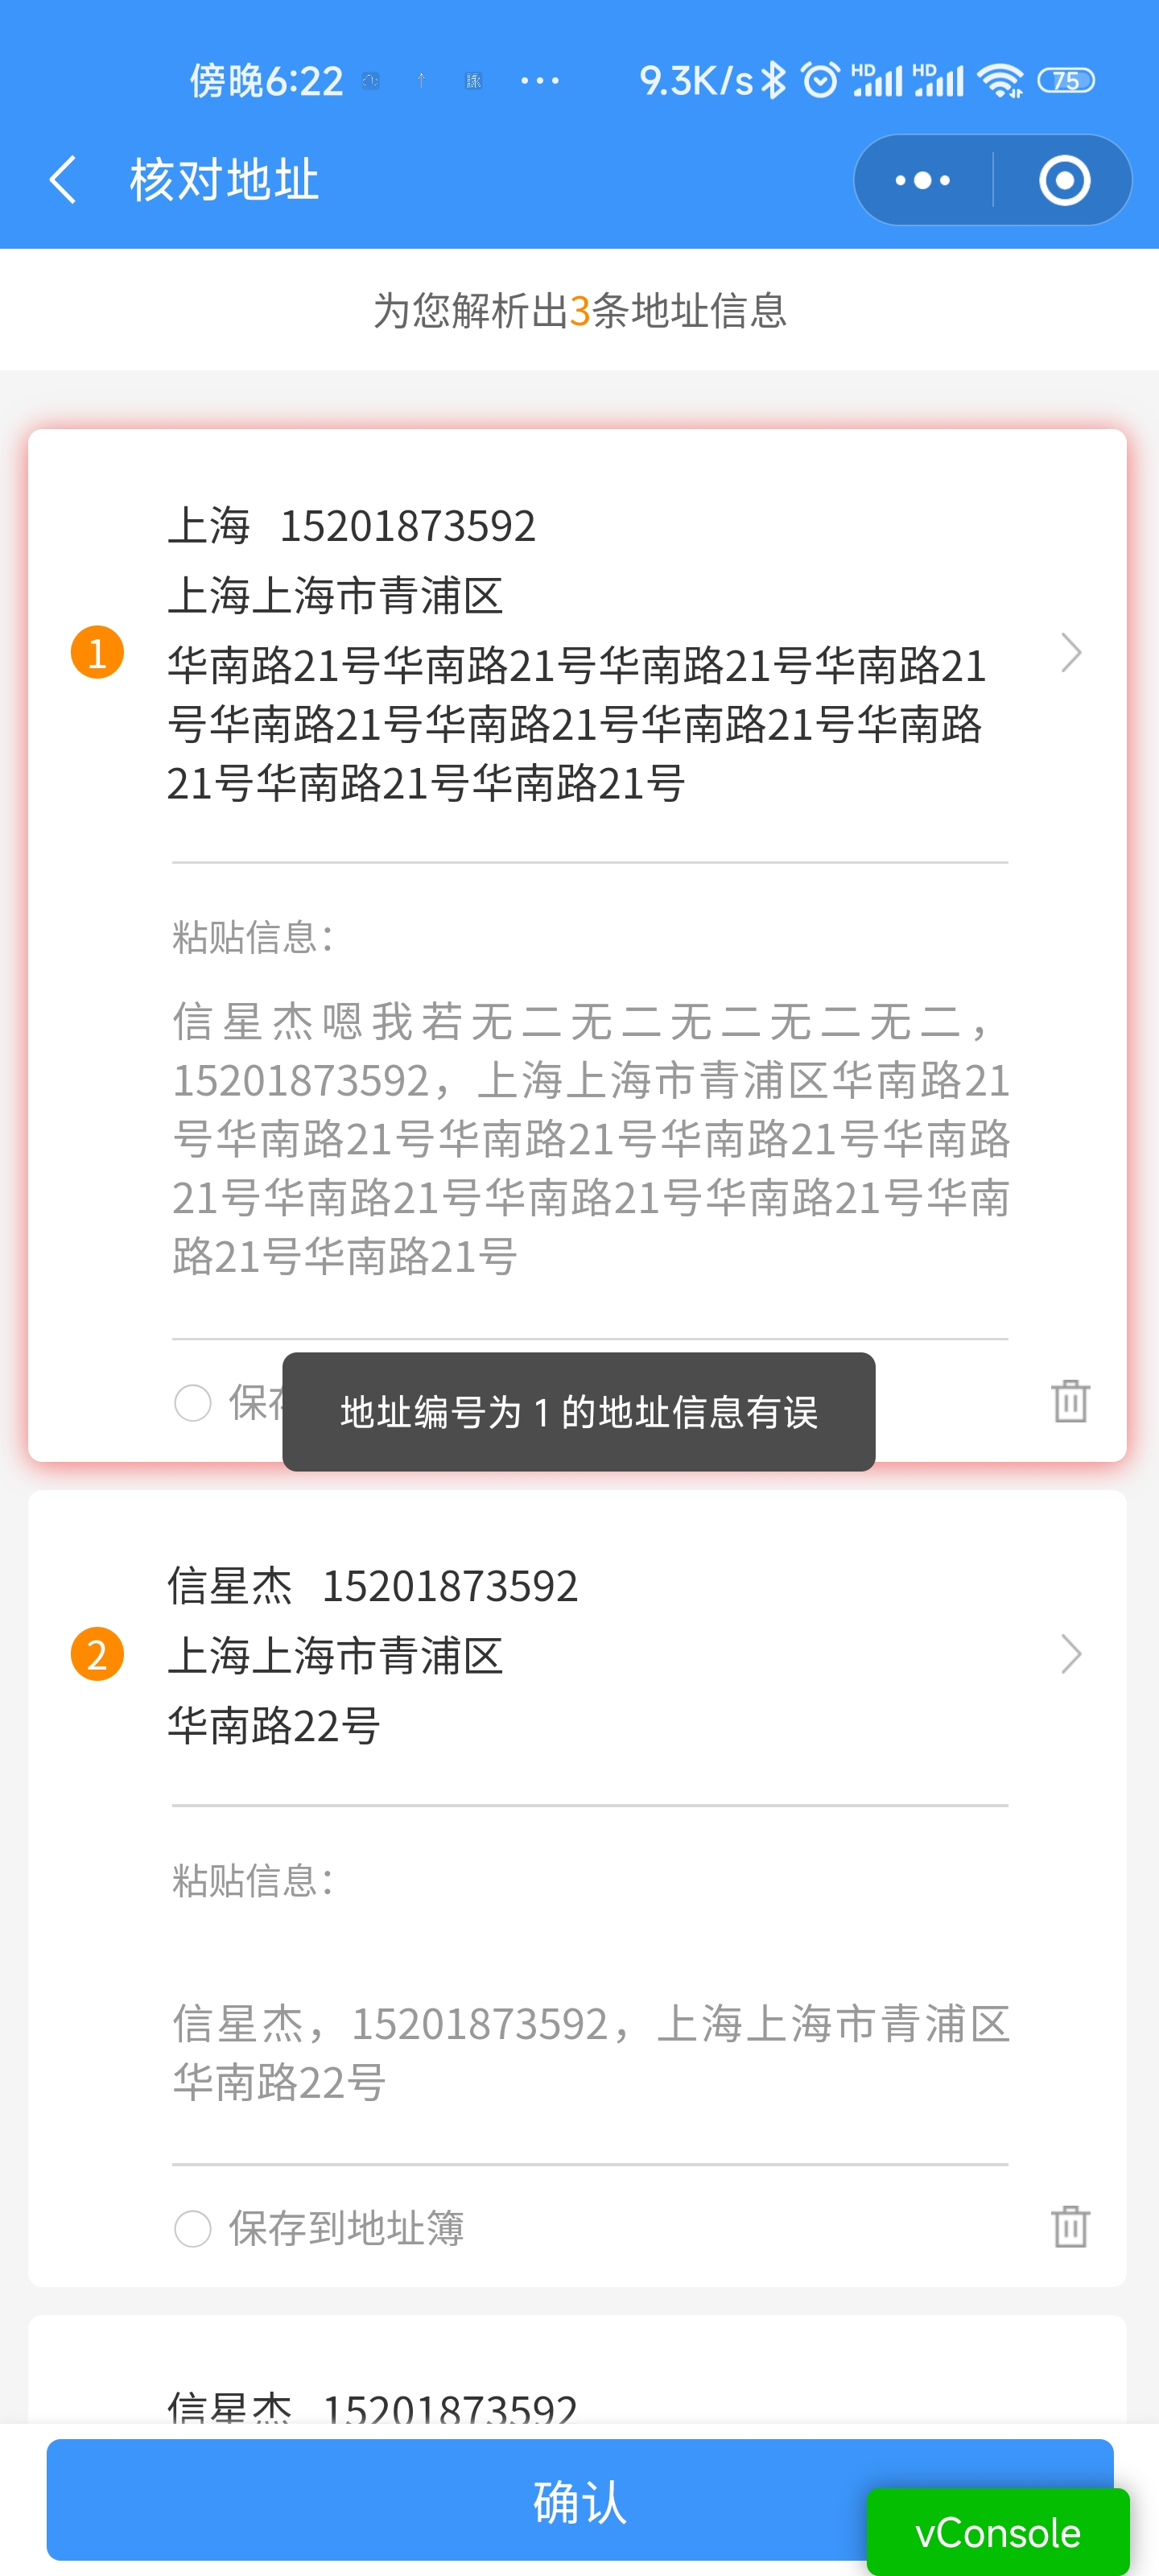 傍晚6:22 ... 9.3K/s HD HD 75
核对地址
为您解析出3条地址信息
上海 15201873592
上海上海市青浦区
1
华南路21号华南路21号华南路21号华南路21
号华南路21号华南路21号华南路21号华南路
21号华南路21号华南路21号
粘贴信息：
信星杰嗯我若无二无二无二无二无二，
15201873592，上海上海市青浦区华南路21
号华南路21号华南路21号华南路21号华南路
21号华南路21号华南路21号华南路21号华南
路21号华南路21号
保存
地址编号为 1 的地址信息有误
信星杰 15201873592
2
上海上海市青浦区
华南路22号
粘贴信息：
信星杰，15201873592，上海上海市青浦区
华南路22号
保存到地址簿
信星杰 15201873592
确认
vConsole